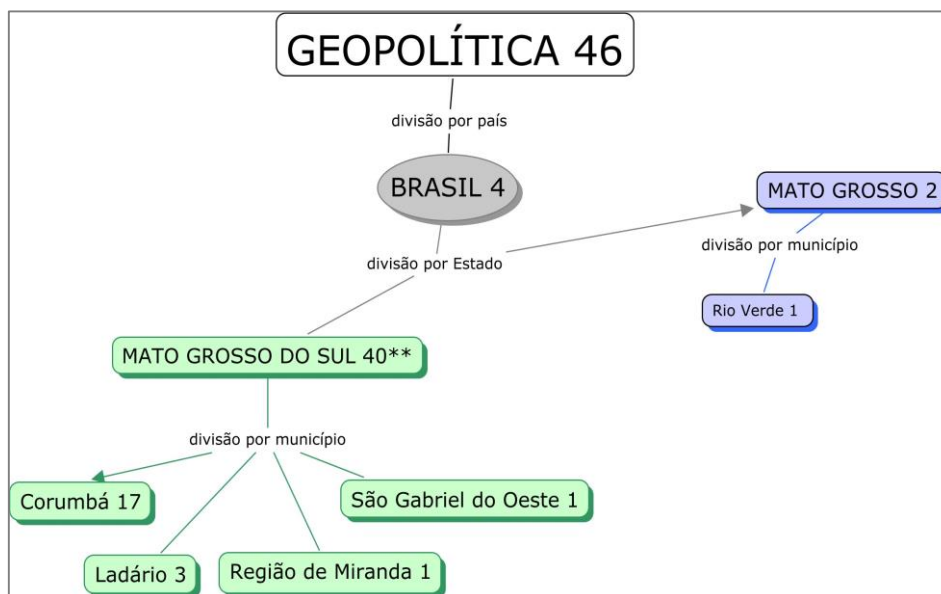 GEOPOLÍTICA 46
divisão por país
BRASIL 4
MATO GROSSO 2
divisão por Estado
divisão por município
Rio Verde 1
MATO GROSSO DO SUL 40**
divisão por município
Corumbá 17
São Gabriel do Oeste 1
Ladário 3
Região de Miranda 1